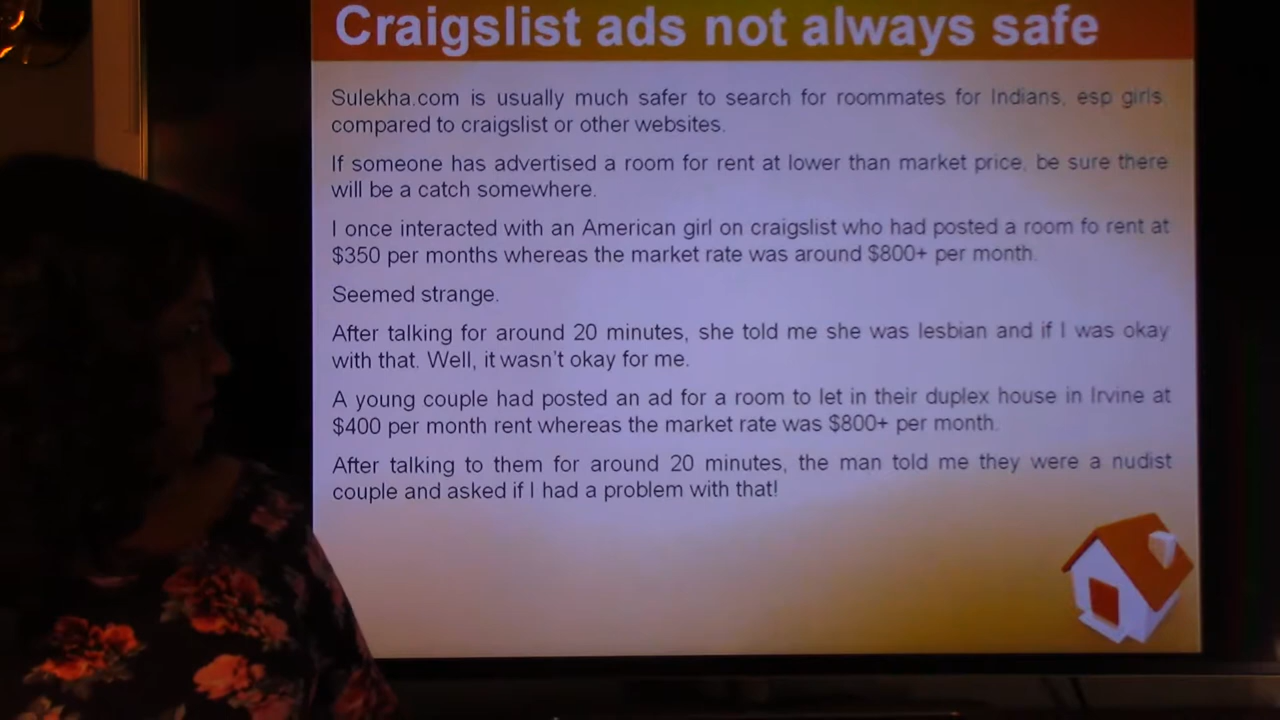 Craigslist ads not always safe
Sulekha.com is usually much safer to search for roommates for Indians, esp girls,
compared to craigslist or other websites.
If someone has advertised a room for rent at lower than market price, be sure there
will be a catch somewhere.
I once interacted with an American girl on craigslist who had posted a room fo rent at
$350 per months whereas the market rate was around $800+ per month.
Seemed strange.
After talking for around 20 minutes, she told me she was lesbian and if I was okay
with that. Well, it wasn't okay for me.
A young couple had posted an ad for a room to let in their duplex house in Irvine at
$400 per month rent whereas the market rate was $800+ per month.
After talking to them for around 20 minutes, the man told me they were a nudist
couple and asked if I had a problem with that!